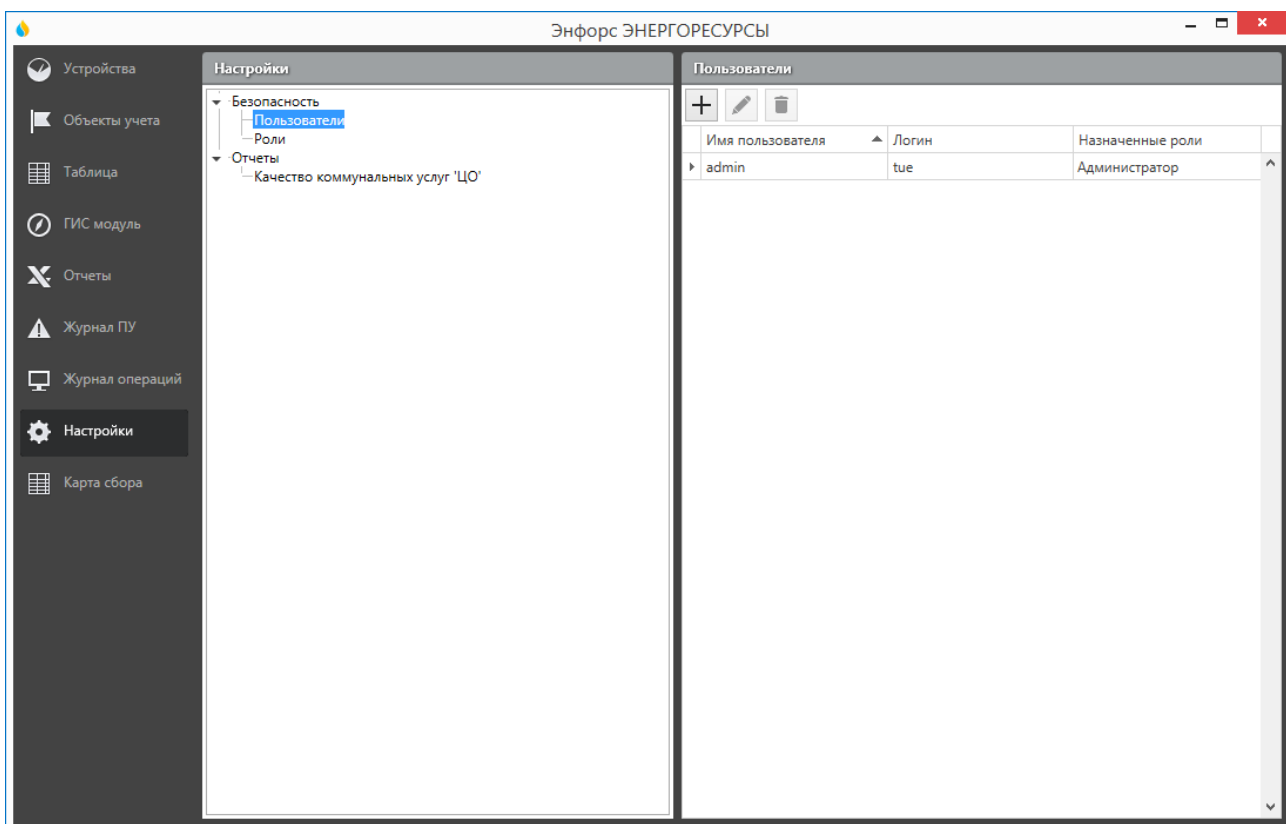 Энфорс ЭНЕРГОРЕСУРСЫ
Устройства
Объекты учета
Таблица
ГИС модуль
Отчеты
Журнал ПУ
Журнал операций
Настройки
Карта сбора
Настройки
Безопасность
Пользователи
Роли
Отчеты
Качество коммунальных услуг 'ЦО'
Пользователи
Имя пользователя Логин Назначенные роли
admin tue Администратор